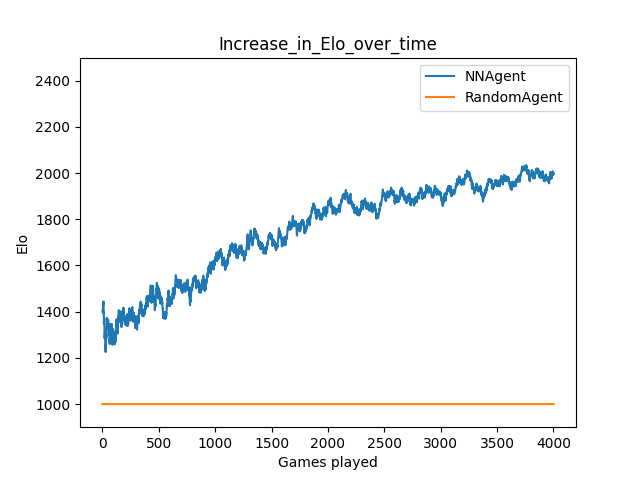 Increase_in_Elo_over_time
NNAgent
RandomAgent
2400
2200
2000
1800
1600
1400
1200
1000
Elo
0 500 1000 1500 2000 2500 3000 3500 4000
Games played